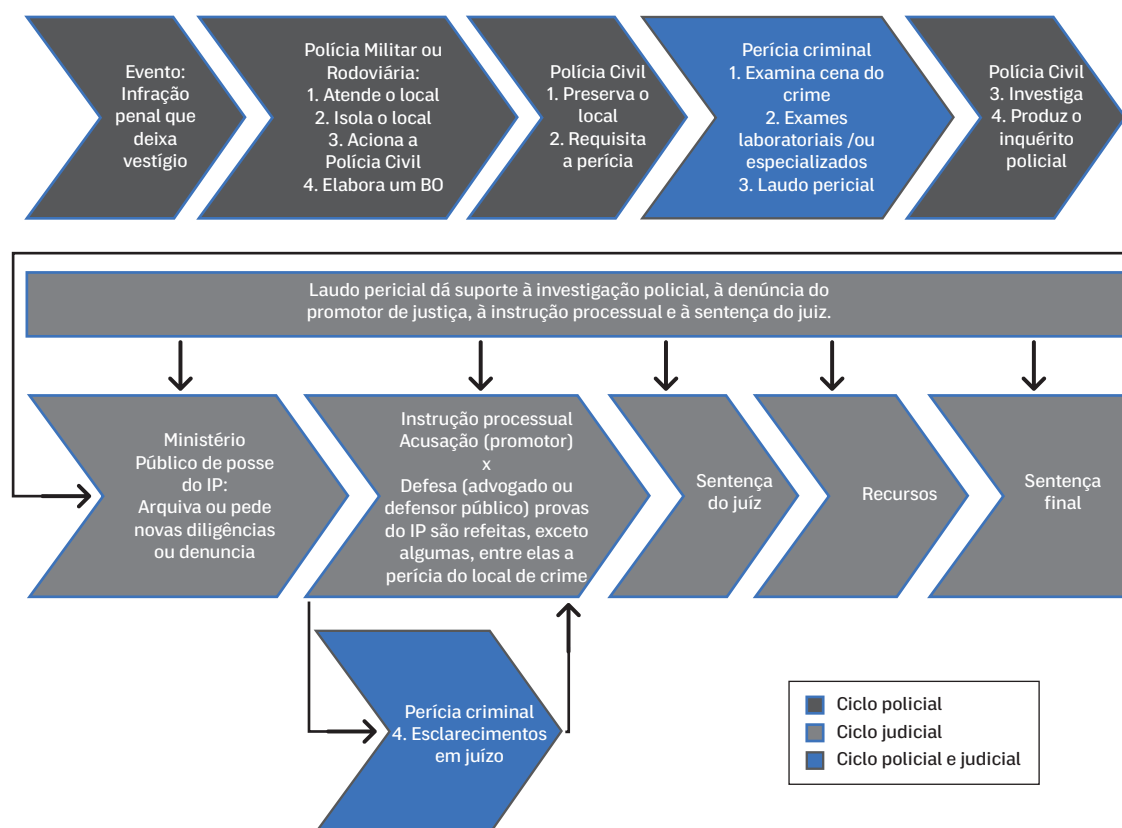 Evento:
Infração
penal que
deixa
vestígio
Polícia Militar ou
Rodoviária:
1. Atende o local
2. Isola o local
3. Aciona a
Polícia Civil
4. Elabora um BO
Polícia Civil
1. Preserva o
local
2. Requisita
a perícia
Perícia criminal
1. Examina cena do
crime
2. Exames
laboratoriais /ou
especializados
3. Laudo pericial
Polícia Civil
3. Investiga
4. Produz o
inquérito
policial
Laudo pericial dá suporte à investigação policial, à denúncia do
promotor de justiça, à instrução processual e à sentença do juiz.
Ministério
Público de posse
do IP:
Arquiva ou pede
novas diligências
ou denuncia
Instrução processual
Acusação (promotor)
x
Defesa (advogado ou
defensor público) provas
do IP são refeitas, exceto
algumas, entre elas a
perícia do local de crime
Sentença
do juíz
Recursos
Sentença
final
Perícia criminal
4. Esclarecimentos
em juízo
Ciclo policial
Ciclo judicial
Ciclo policial e judicial